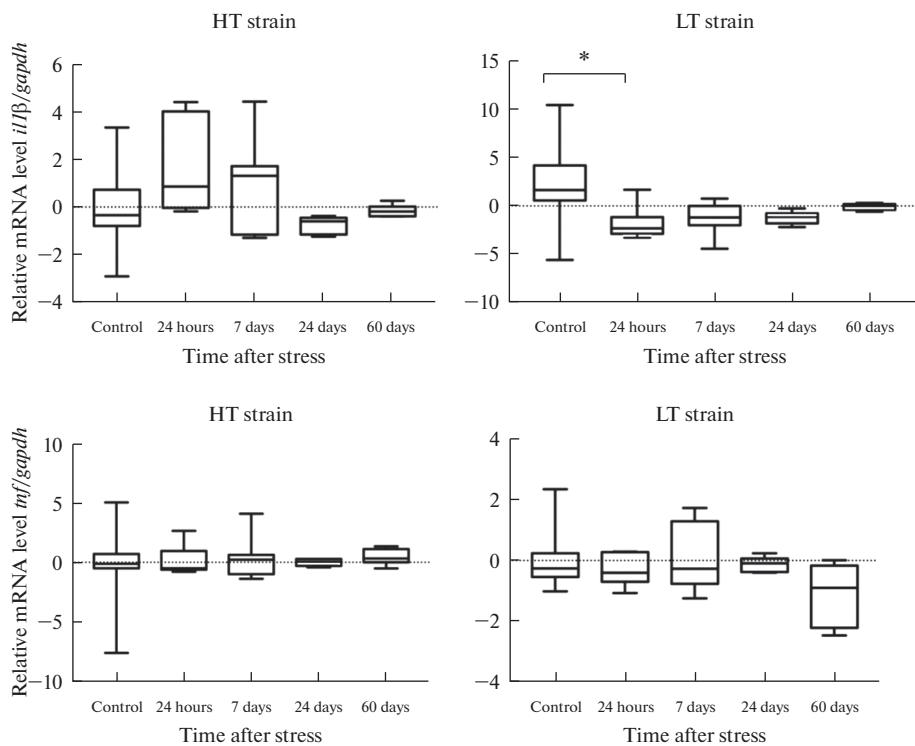 HT strain
Relative mRNA level il1β/gapdh
6
4
2
0
−2
−4
Control 24 hours 7 days 24 days 60 days
Time after stress
LT strain
15
10
5
0
−5
−10
*
Control 24 hours 7 days 24 days 60 days
Time after stress
HT strain
Relative mRNA level tnf/gapdh
10
5
0
−5
−10
Control 24 hours 7 days 24 days 60 days
Time after stress
LT strain
4
2
0
−2
−4
Control 24 hours 7 days 24 days 60 days
Time after stress